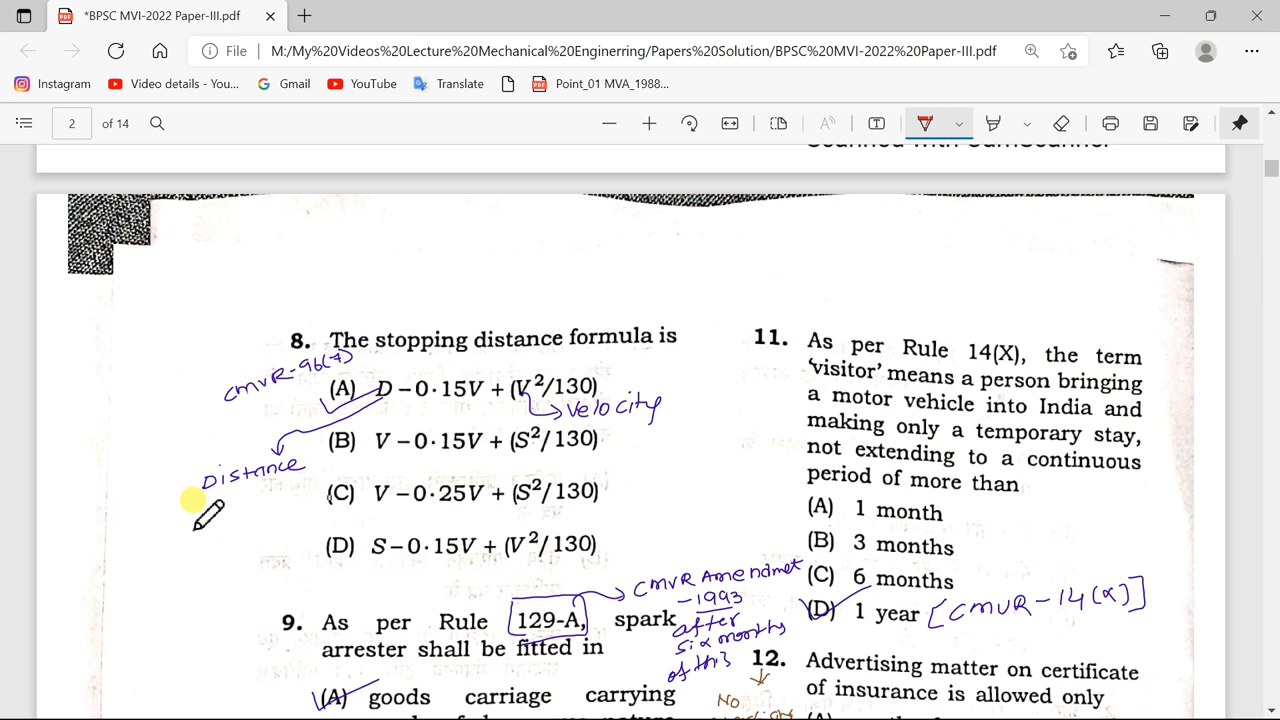 *BPSC MVI-2022 Paper-III.pdf
File
M:/My%20Videos%20Lecture%20Mechanical%20Enginerring/Papers%20Solution/BPSC%20MVI-2022%20Paper-III.pdf
Instagram
Video details - You...
Gmail
YouTube
Translate
Point_01 MVA_1988...
2
of 14
8. The stopping distance formula is
CMVR-96(7)
(A) D – 0·15V + (V²/130)
Velocity
(B) V – 0·15V + (S²/130)
Distance
(C) V – 0·25V + (S²/130)
(D) S – 0·15V + (V²/130)
9. As per Rule 129-A, spark
arrester shall be fitted in
CMVR Amendmet
-1993
after
six months
of this
(A) goods carriage carrying
11. As per Rule 14(X), the term
'visitor' means a person bringing
a motor vehicle into India and
making only a temporary stay,
not extending to a continuous
period of more than
(A) 1 month
(B) 3 months
(C) 6 months
(D) 1 year [CMVR-14(x)]
12. Advertising matter on certificate
of insurance is allowed only
No